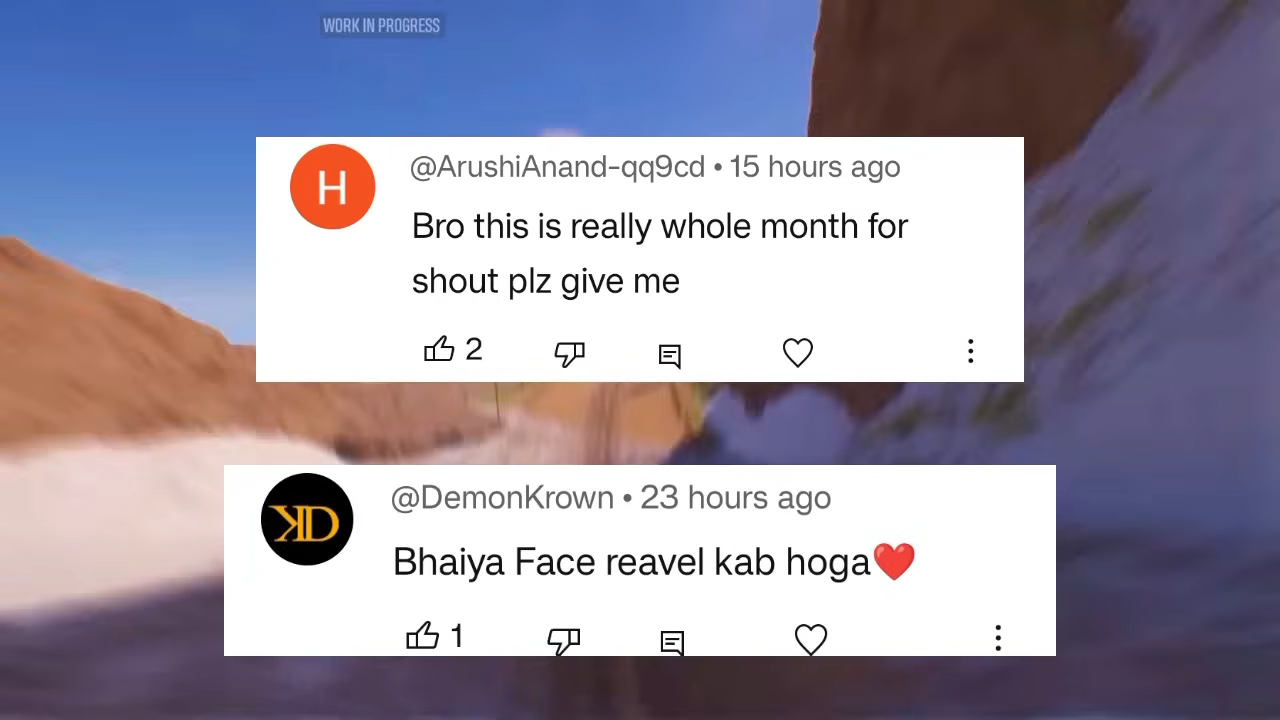 WORK IN PROGRESS
H
@ArushiAnand-qq9cd • 15 hours ago
Bro this is really whole month for
shout plz give me
2
KD
@DemonKrown • 23 hours ago
Bhaiya Face reavel kab hoga❤️
1